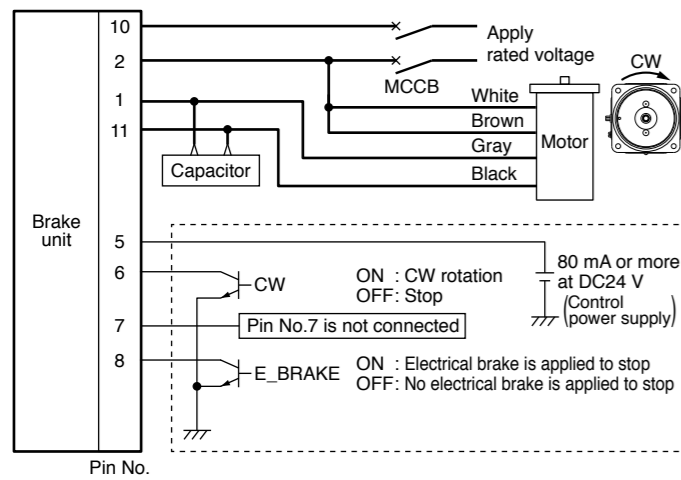 10
Apply
rated voltage
2
MCCB
CW
1
White
Brown
Gray
Black
11
Capacitor
Motor
Brake
unit
5
80 mA or more
at DC24 V
(Control
power supply)
6
CW
ON : CW rotation
OFF: Stop
7
Pin No.7 is not connected
8
E_BRAKE
ON : Electrical brake is applied to stop
OFF: No electrical brake is applied to stop
Pin No.